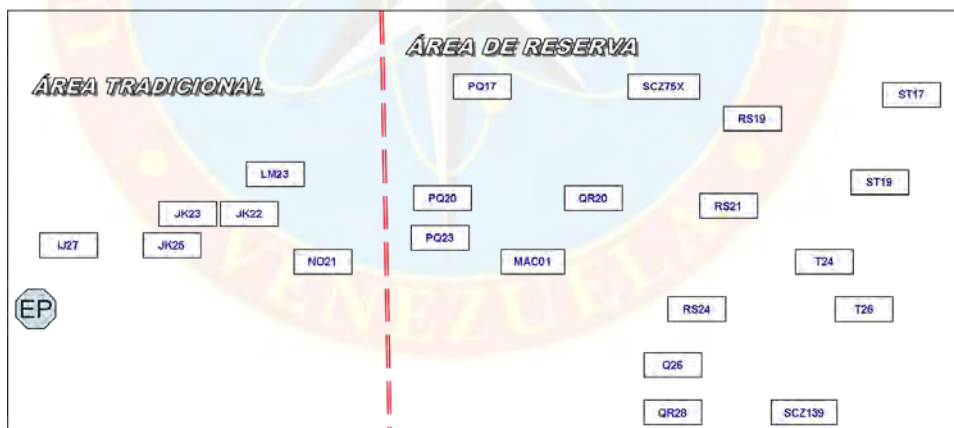 ÁREA DE RESERVA
ÁREA TRADICIONAL
PQ17
SCZ75X
ST17
RS19
LM23
ST19
PQ20
QR20
RS21
JK23
JK22
PQ23
IJ27
JK25
NO21
MAC01
T24
EP
RS24
T26
Q26
QR28
SCZ139
VENEZUELA